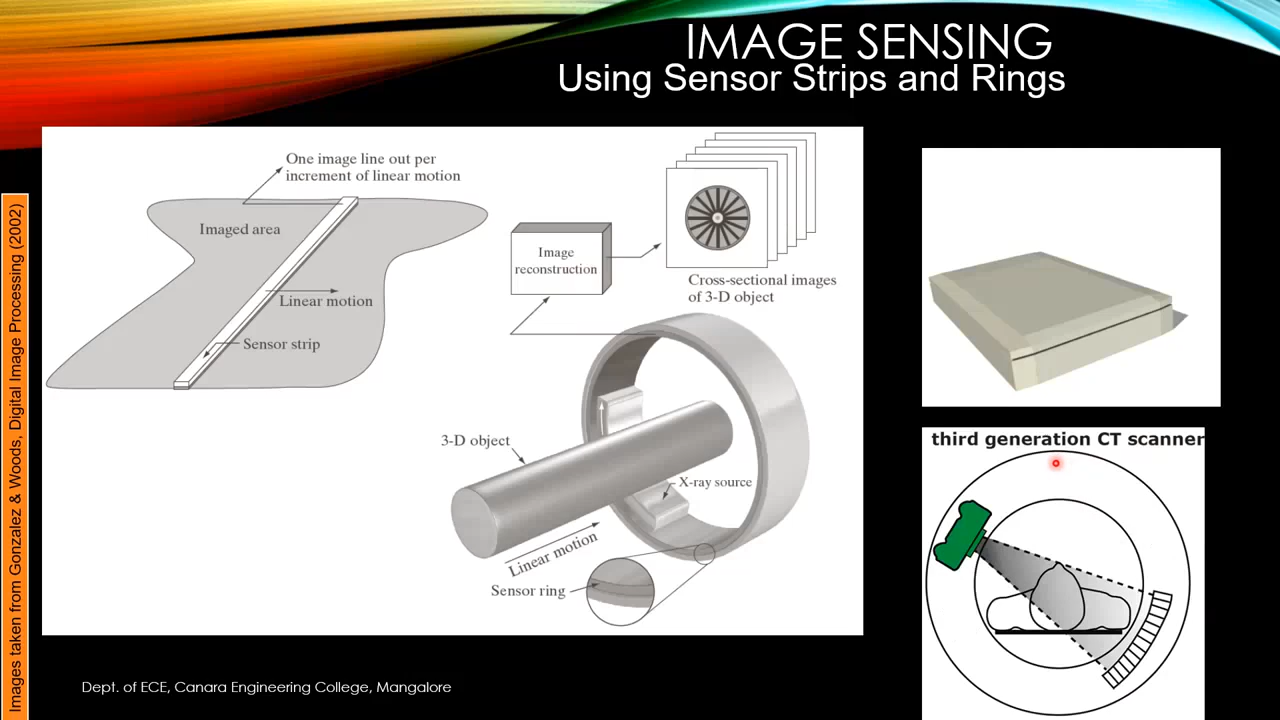 IMAGE SENSING
Using Sensor Strips and Rings
One image line out per
increment of linear motion
Imaged area
Linear motion
Sensor strip
Image
reconstruction
Cross-sectional images
of 3-D object
3-D object
X-ray source
Linear motion
Sensor ring
third generation CT scanner
Images taken from Gonzalez & Woods, Digital Image Processing (2002)
Dept. of ECE, Canara Engineering College, Mangalore